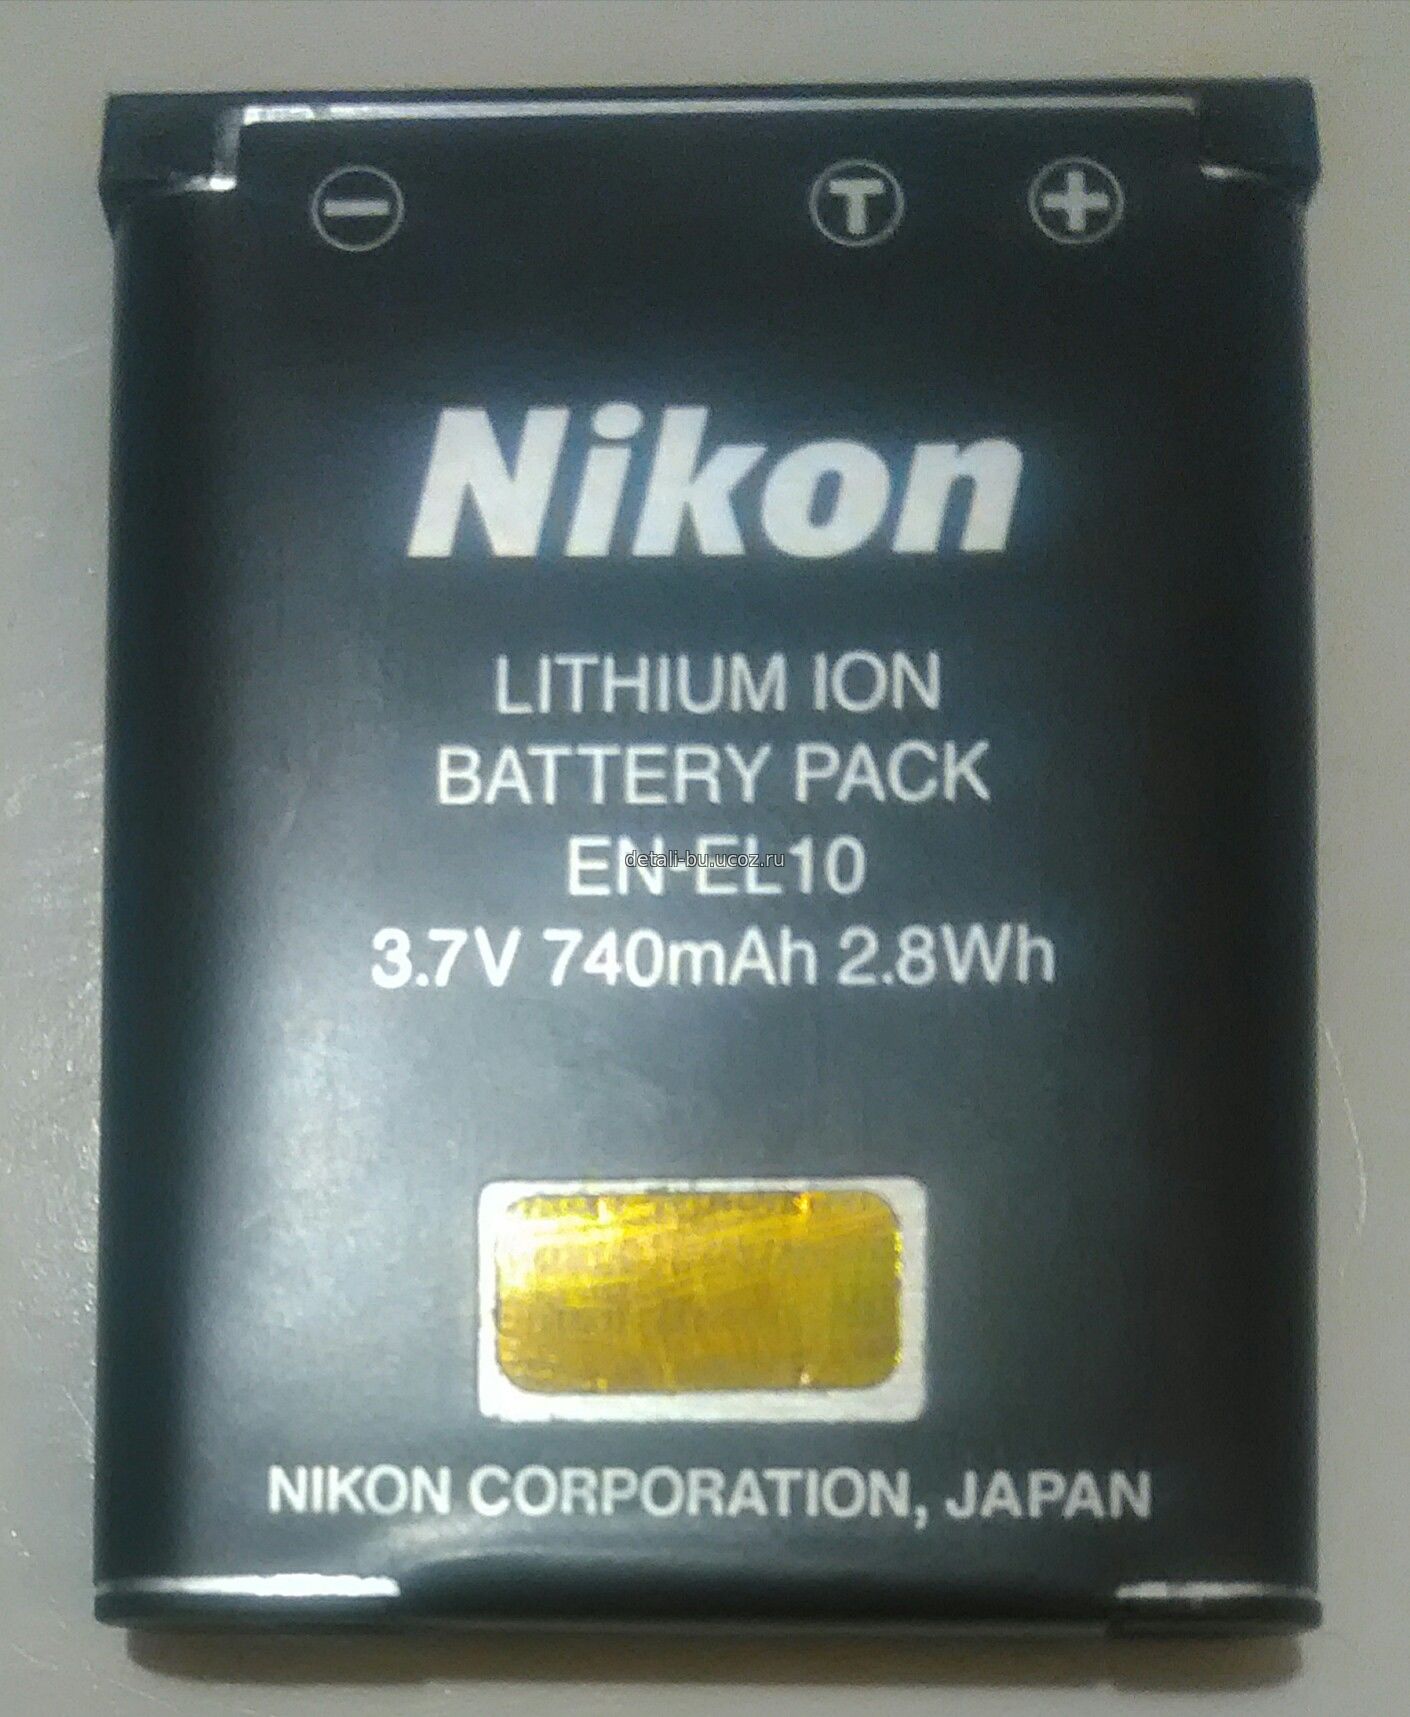 − T +
Nikon
LITHIUM ION
BATTERY PACK
EN-EL10
detali-bu.ucoz.ru
3.7V 740mAh 2.8Wh
NIKON CORPORATION, JAPAN